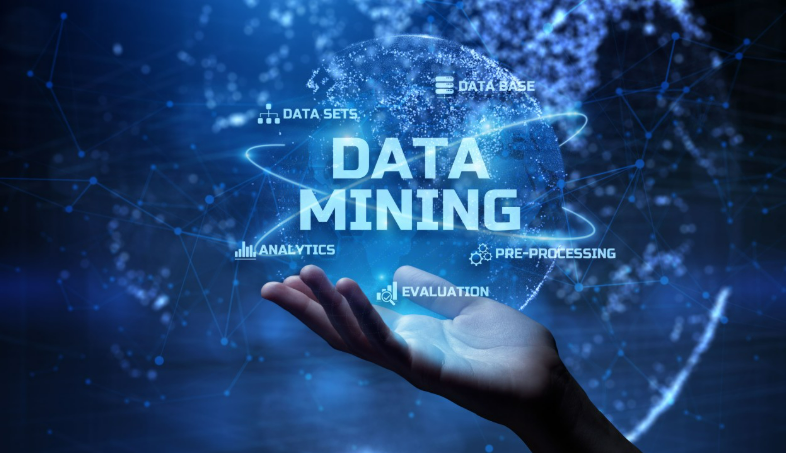 DATA BASE
DATA SETS
DATA
MINING
ANALYTICS
PRE-PROCESSING
EVALUATION